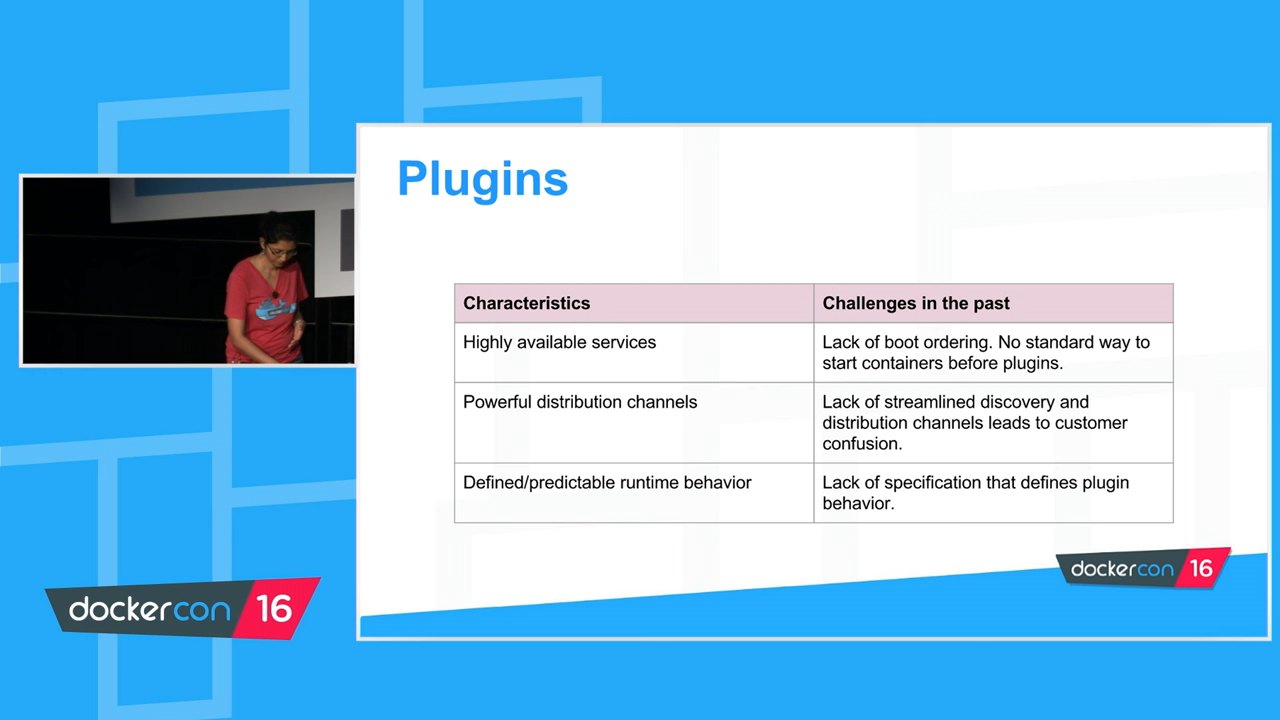 Plugins
Characteristics
Challenges in the past
Highly available services
Lack of boot ordering. No standard way to
start containers before plugins.
Powerful distribution channels
Lack of streamlined discovery and
distribution channels leads to customer
confusion.
Defined/predictable runtime behavior
Lack of specification that defines plugin
behavior.
dockercon 16
dockercon 16